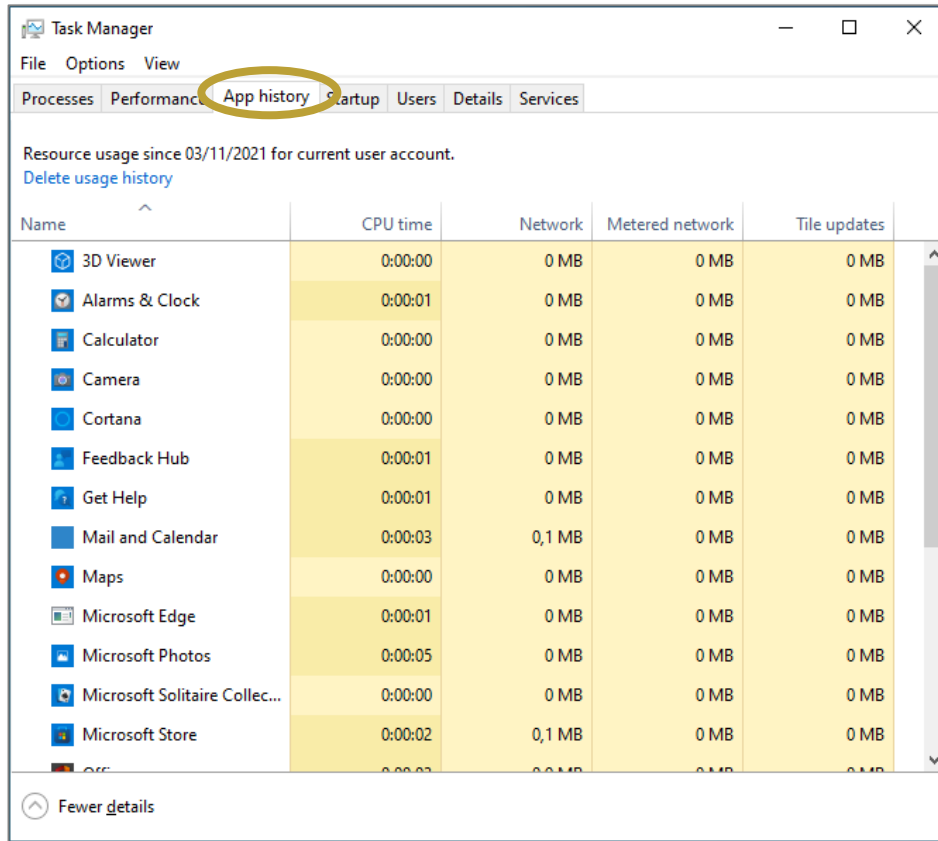 Task Manager
File Options View
Processes Performance App history Startup Users Details Services
Resource usage since 03/11/2021 for current user account.
Delete usage history
Name CPU time Network Metered network Tile updates
3D Viewer 0:00:00 0 MB 0 MB 0 MB
Alarms & Clock 0:00:01 0 MB 0 MB 0 MB
Calculator 0:00:00 0 MB 0 MB 0 MB
Camera 0:00:00 0 MB 0 MB 0 MB
Cortana 0:00:00 0 MB 0 MB 0 MB
Feedback Hub 0:00:01 0 MB 0 MB 0 MB
Get Help 0:00:01 0 MB 0 MB 0 MB
Mail and Calendar 0:00:03 0,1 MB 0 MB 0 MB
Maps 0:00:00 0 MB 0 MB 0 MB
Microsoft Edge 0:00:01 0 MB 0 MB 0 MB
Microsoft Photos 0:00:05 0 MB 0 MB 0 MB
Microsoft Solitaire Collec... 0:00:00 0 MB 0 MB 0 MB
Microsoft Store 0:00:02 0,1 MB 0 MB 0 MB
Fewer details